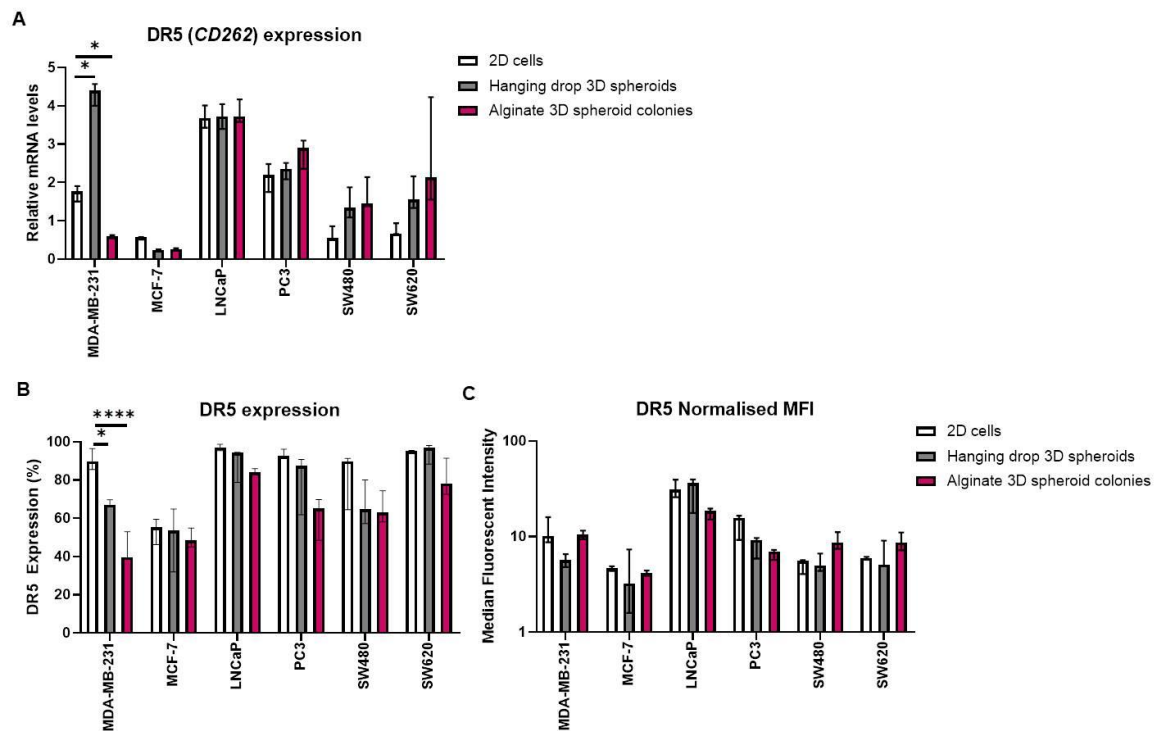 A
DR5 (CD262) expression
2D cells
Hanging drop 3D spheroids
Alginate 3D spheroid colonies
*
*
Relative mRNA levels
5
4
3
2
1
0
MDA-MB-231
MCF-7
LNCaP
PC3
SW480
SW620
B
DR5 expression
****
*
DR5 Expression (%)
100
80
60
40
20
0
MDA-MB-231
MCF-7
LNCaP
PC3
SW480
SW620
C
DR5 Normalised MFI
2D cells
Hanging drop 3D spheroids
Alginate 3D spheroid colonies
Median Fluorescent Intensity
100
10
1
MDA-MB-231
MCF-7
LNCaP
PC3
SW480
SW620